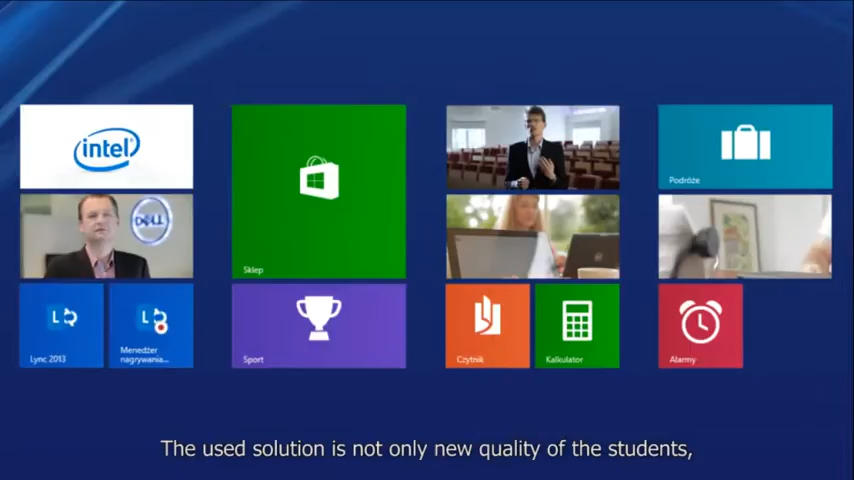 intel
Sklep
Podróże
DELL
Lync 2013
Menedżer
nagrywania...
Sport
Czytnik
Kalkulator
Alarmy
The used solution is not only new quality of the students,